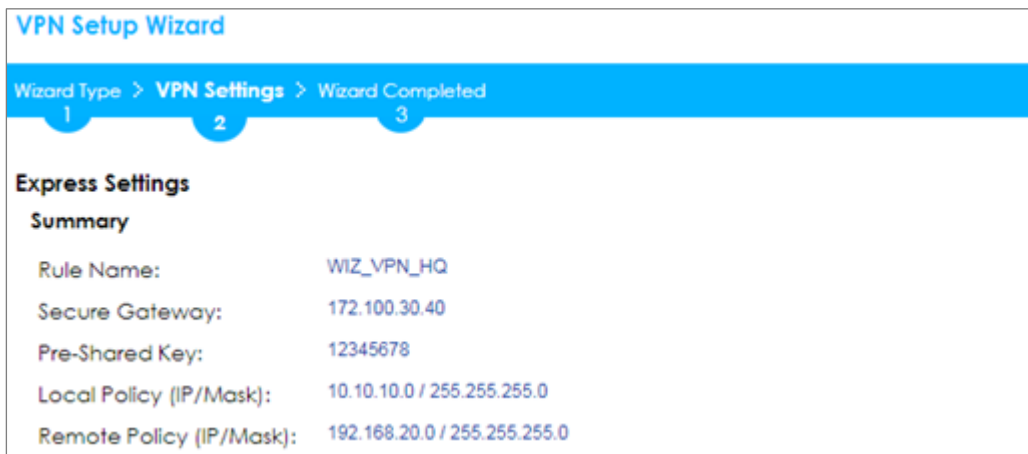 VPN Setup Wizard
Wizard Type > VPN Settings > Wizard Completed
1 2 3
Express Settings
Summary
Rule Name: WIZ_VPN_HQ
Secure Gateway: 172.100.30.40
Pre-Shared Key: 12345678
Local Policy (IP/Mask): 10.10.10.0 / 255.255.255.0
Remote Policy (IP/Mask): 192.168.20.0 / 255.255.255.0